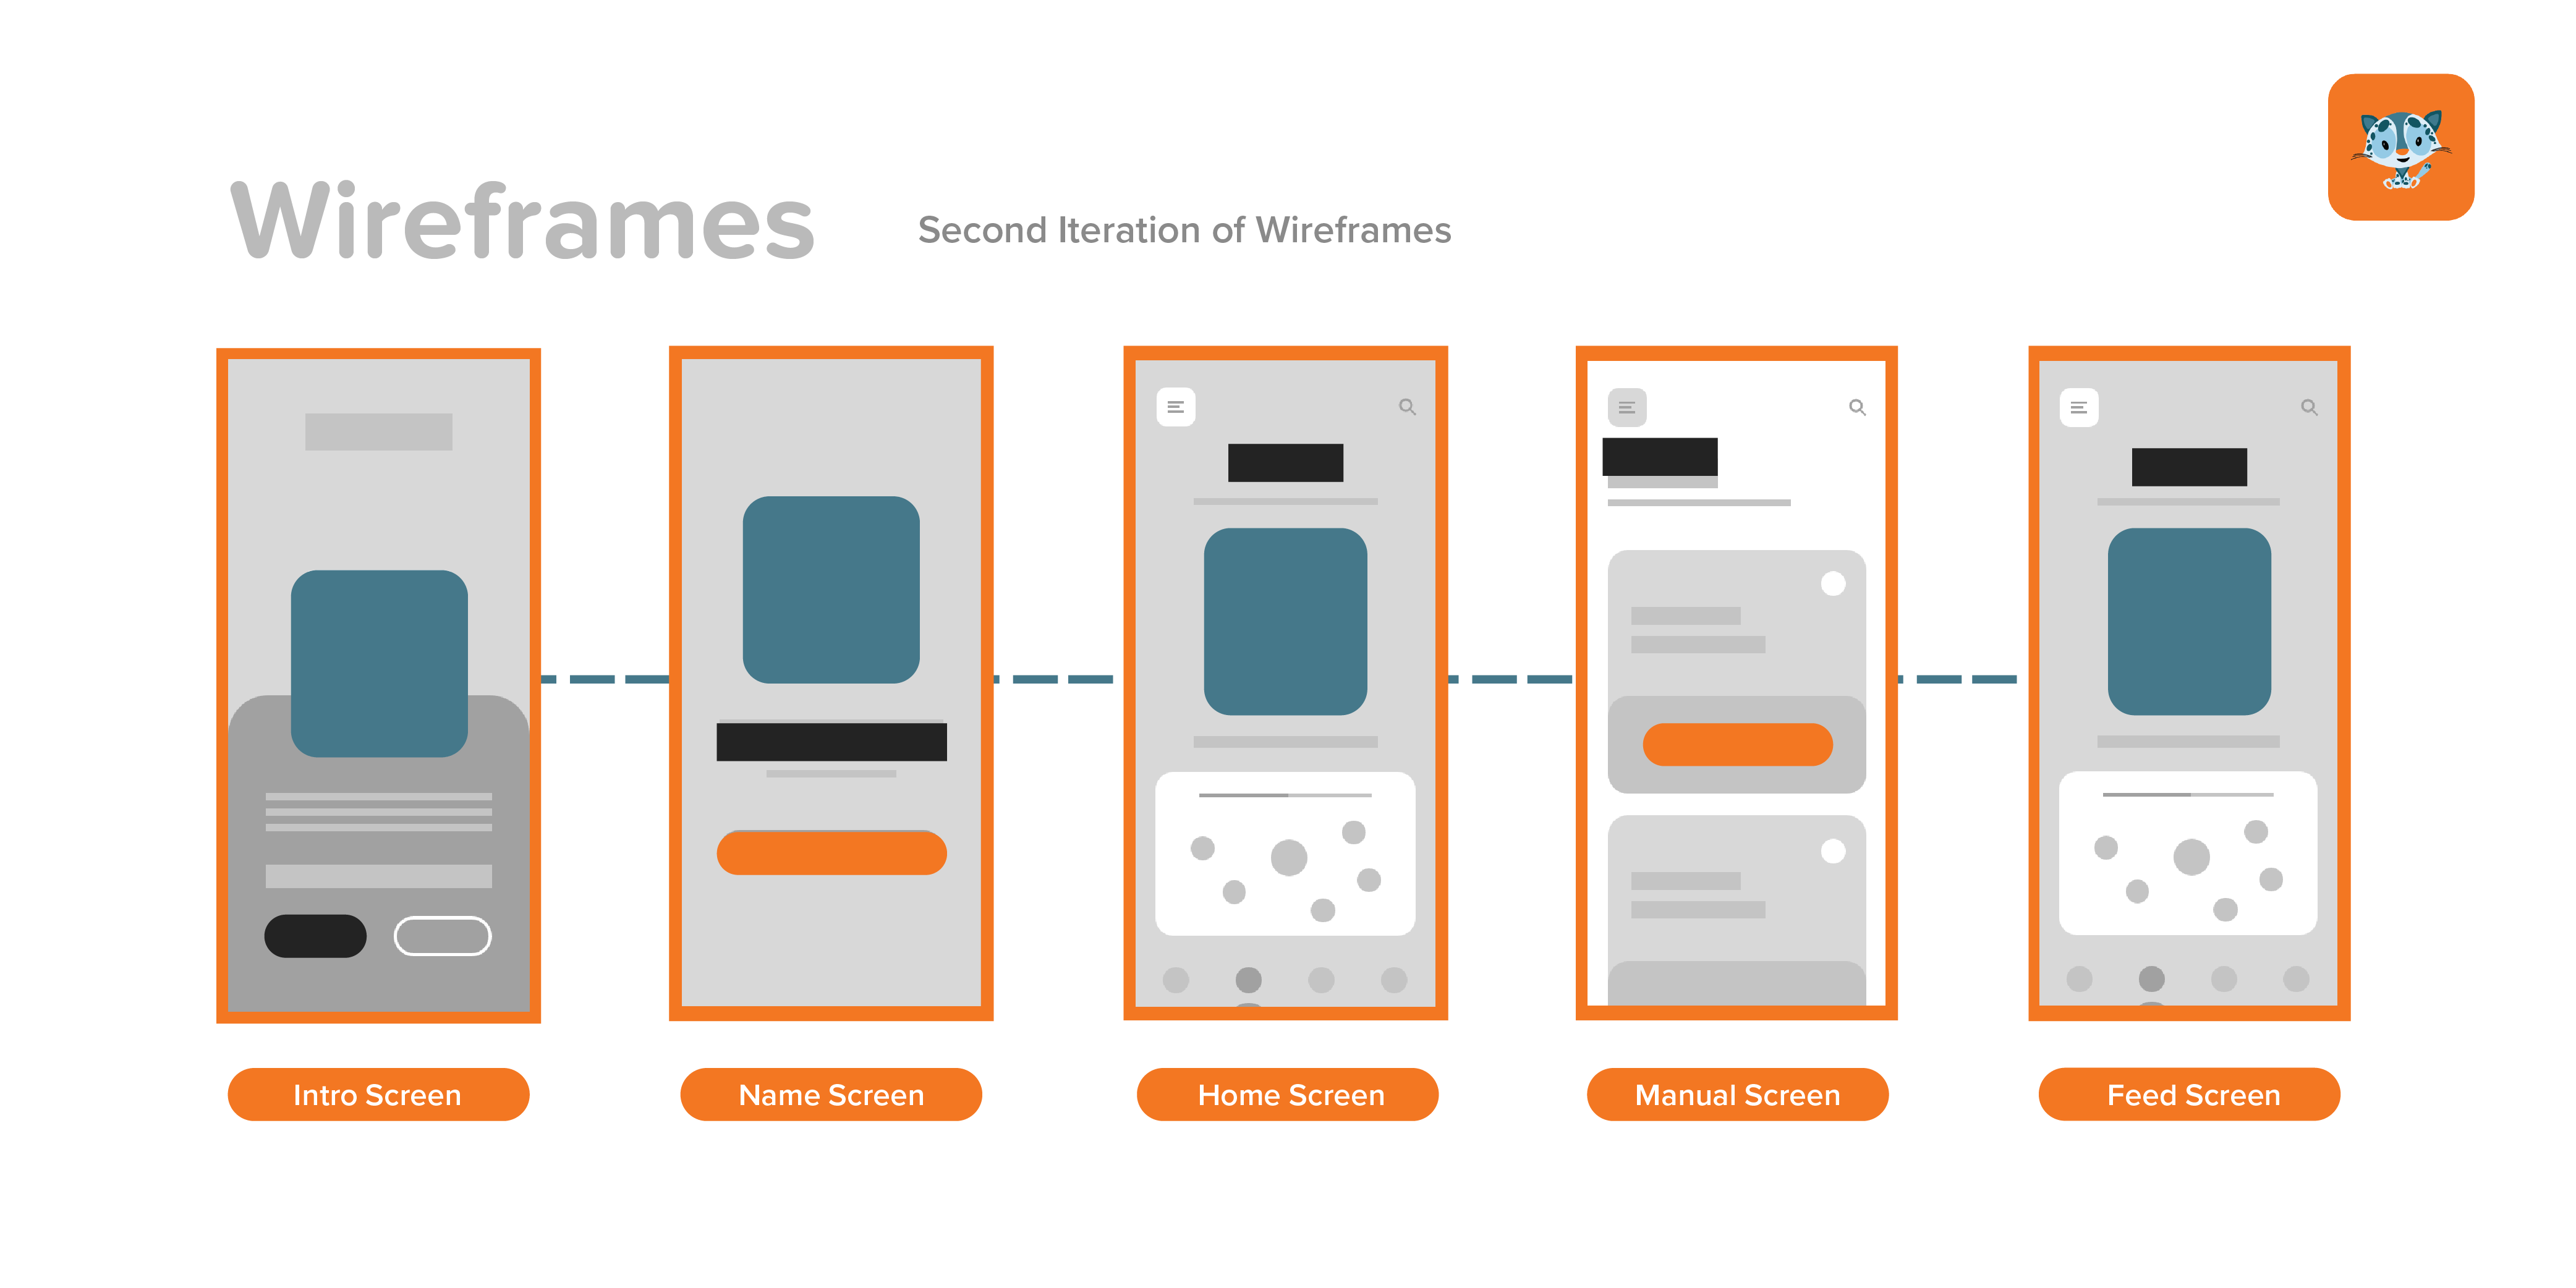 Wireframes
Second Iteration of Wireframes
Intro Screen
Name Screen
Home Screen
Manual Screen
Feed Screen